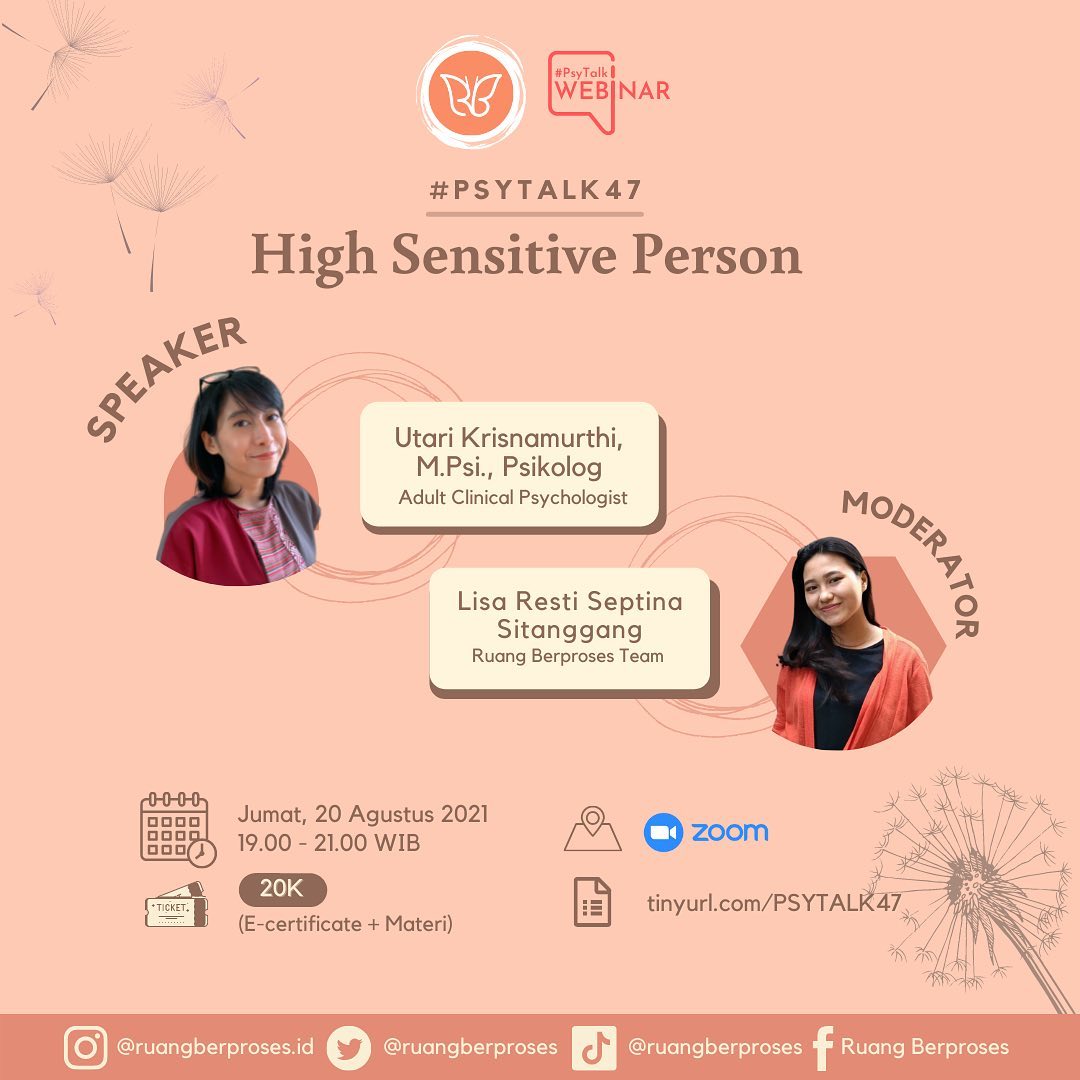 #PsyTalk
WEBINAR
#PSYTALK47
High Sensitive Person
SPEAKER
Utari Krisnamurthi,
M.Psi., Psikolog
Adult Clinical Psychologist
MODERATOR
Lisa Resti Septina
Sitanggang
Ruang Berproses Team
Jumat, 20 Agustus 2021
19.00 - 21.00 WIB
zoom
TICKET
20K
(E-certificate + Materi)
tinyurl.com/PSYTALK47
@ruangberproses.id
@ruangberproses
@ruangberproses
Ruang Berproses